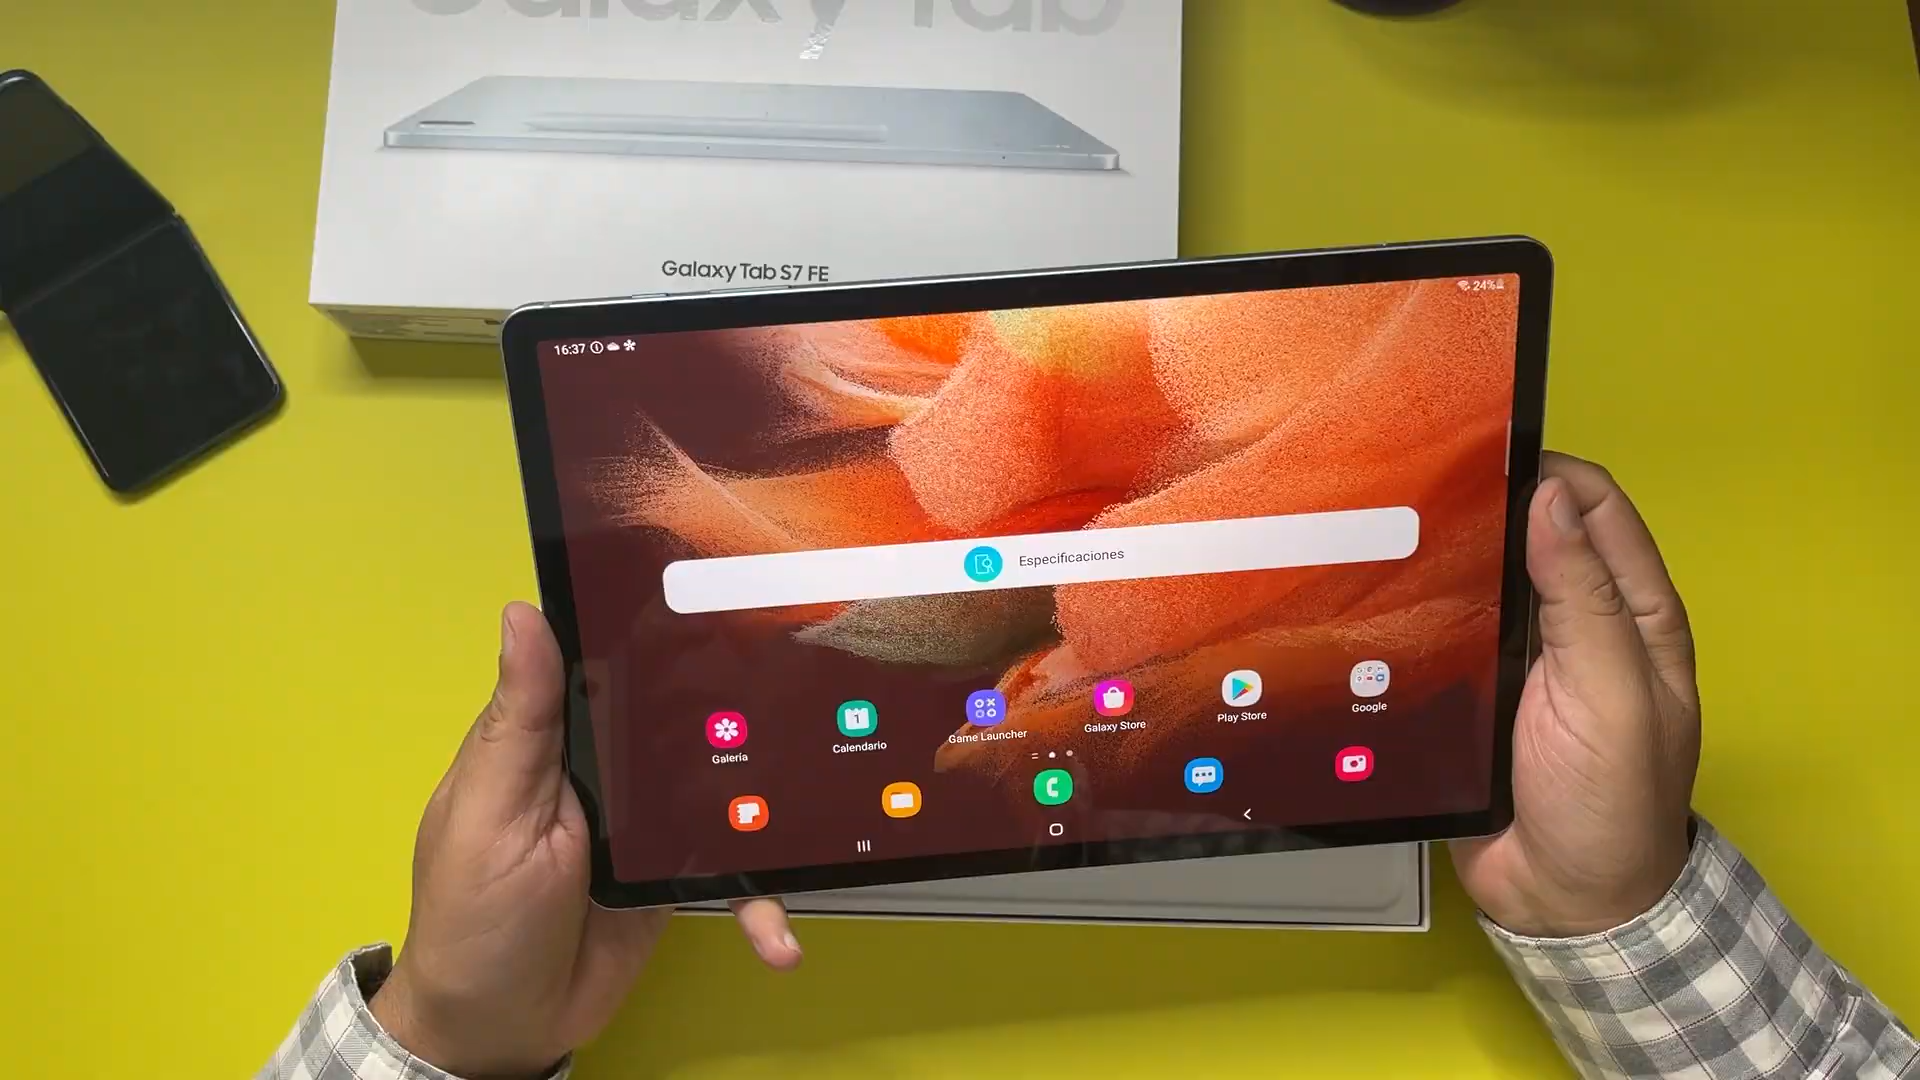 Galaxy Tab
Galaxy Tab S7 FE
16:37
24%
Especificaciones
1
Galería
Calendario
Game Launcher
Galaxy Store
Play Store
Google